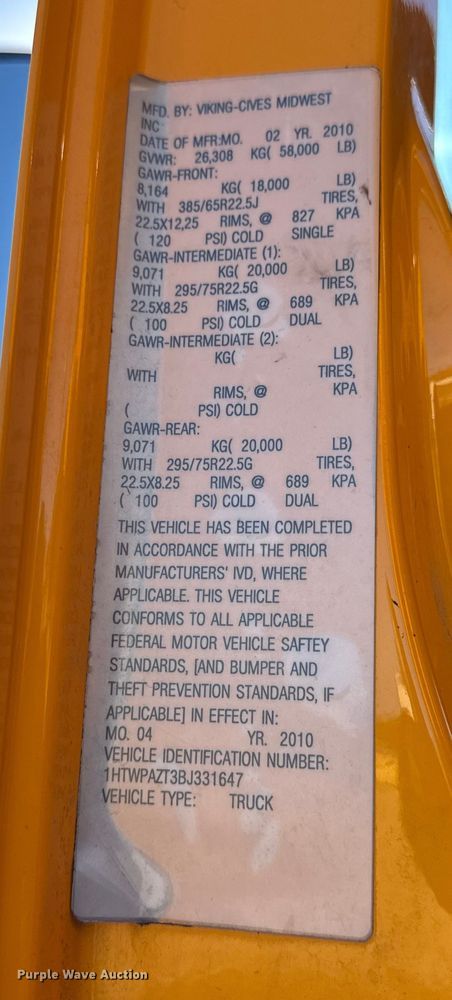 MFD. BY: VIKING-CIVES MIDWEST
INC
DATE OF MFR:MO. 02 YR. 2010
GVWR: 26,308 KG( 58,000 LB)
GAWR-FRONT:
8,164 KG( 18,000 LB)
WITH 385/65R22.5J TIRES,
22.5X12,25 RIMS, @ 827 KPA
( 120 PSI) COLD SINGLE
GAWR-INTERMEDIATE (1):
9,071 KG( 20,000 LB)
WITH 295/75R22.5G TIRES,
22.5X8.25 RIMS, @ 689 KPA
( 100 PSI) COLD DUAL
GAWR-INTERMEDIATE (2):
KG( LB)
WITH TIRES,
RIMS, @ KPA
( PSI) COLD
GAWR-REAR:
9,071 KG( 20,000 LB)
WITH 295/75R22.5G TIRES,
22.5X8.25 RIMS, @ 689 KPA
( 100 PSI) COLD DUAL
THIS VEHICLE HAS BEEN COMPLETED
IN ACCORDANCE WITH THE PRIOR
MANUFACTURERS' IVD, WHERE
APPLICABLE. THIS VEHICLE
CONFORMS TO ALL APPLICABLE
FEDERAL MOTOR VEHICLE SAFTEY
STANDARDS, [AND BUMPER AND
THEFT PREVENTION STANDARDS, IF
APPLICABLE] IN EFFECT IN:
MO. 04 YR. 2010
VEHICLE IDENTIFICATION NUMBER:
1HTWPAZT3BJ331647
VEHICLE TYPE: TRUCK
Purple Wave Auction